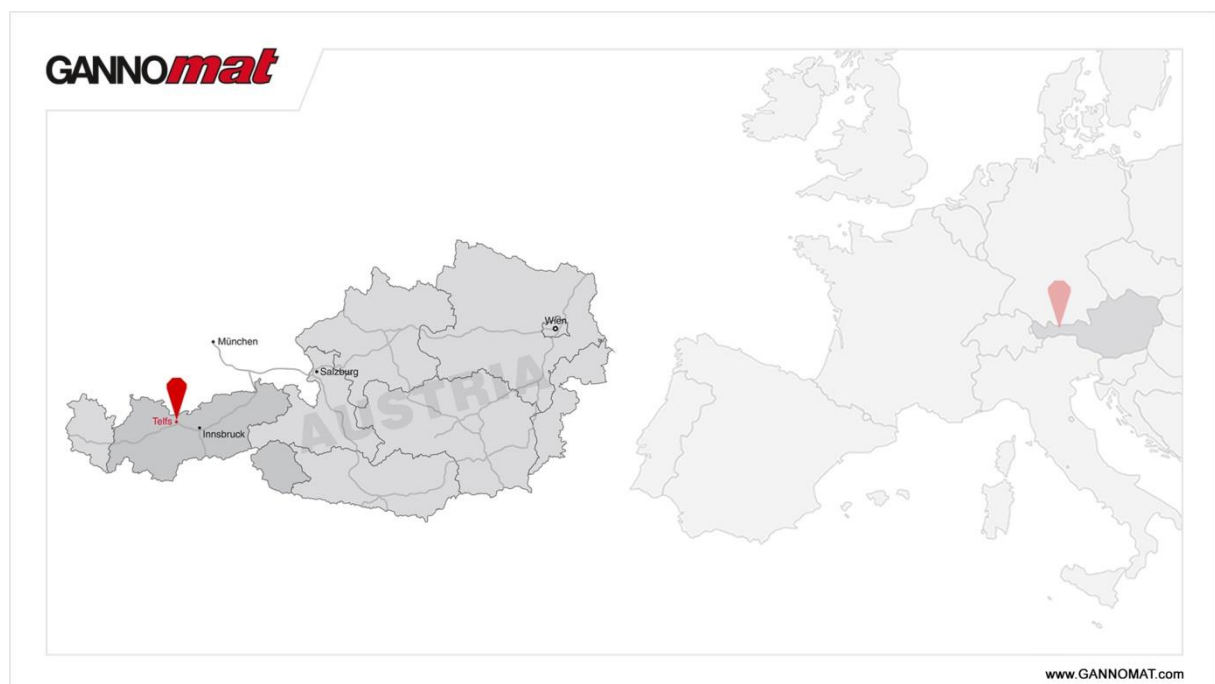 GANNOmat
Wien
München
Salzburg
AUSTRIA
Telfs
Innsbruck
www.GANNOMAT.com